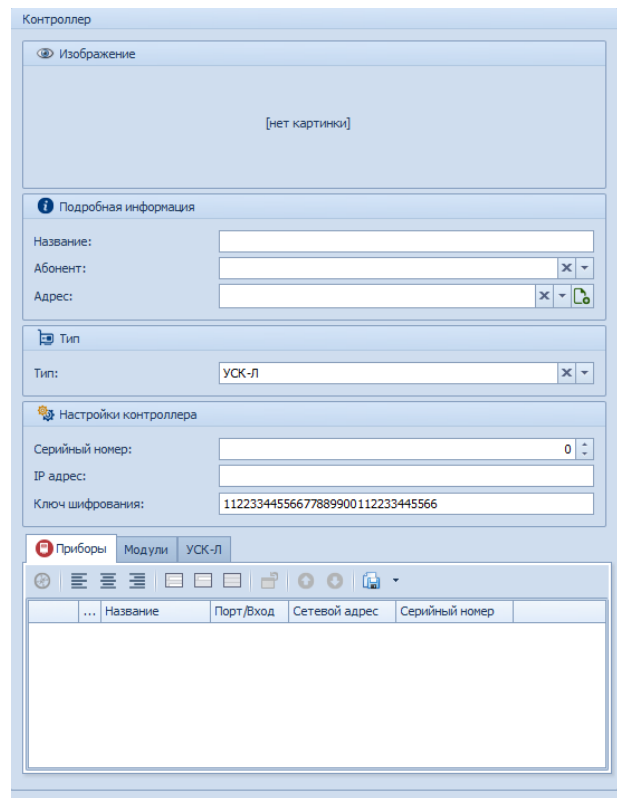 Контроллер
Изображение
[нет картинки]
Подробная информация
Название:
Абонент:
Адрес:
Тип
Тип: УСК-Л
Настройки контроллера
Серийный номер: 0
IP адрес:
Ключ шифрования: 11223344556677889900112233445566
Приборы Модули УСК-Л
... Название Порт/Вход Сетевой адрес Серийный номер